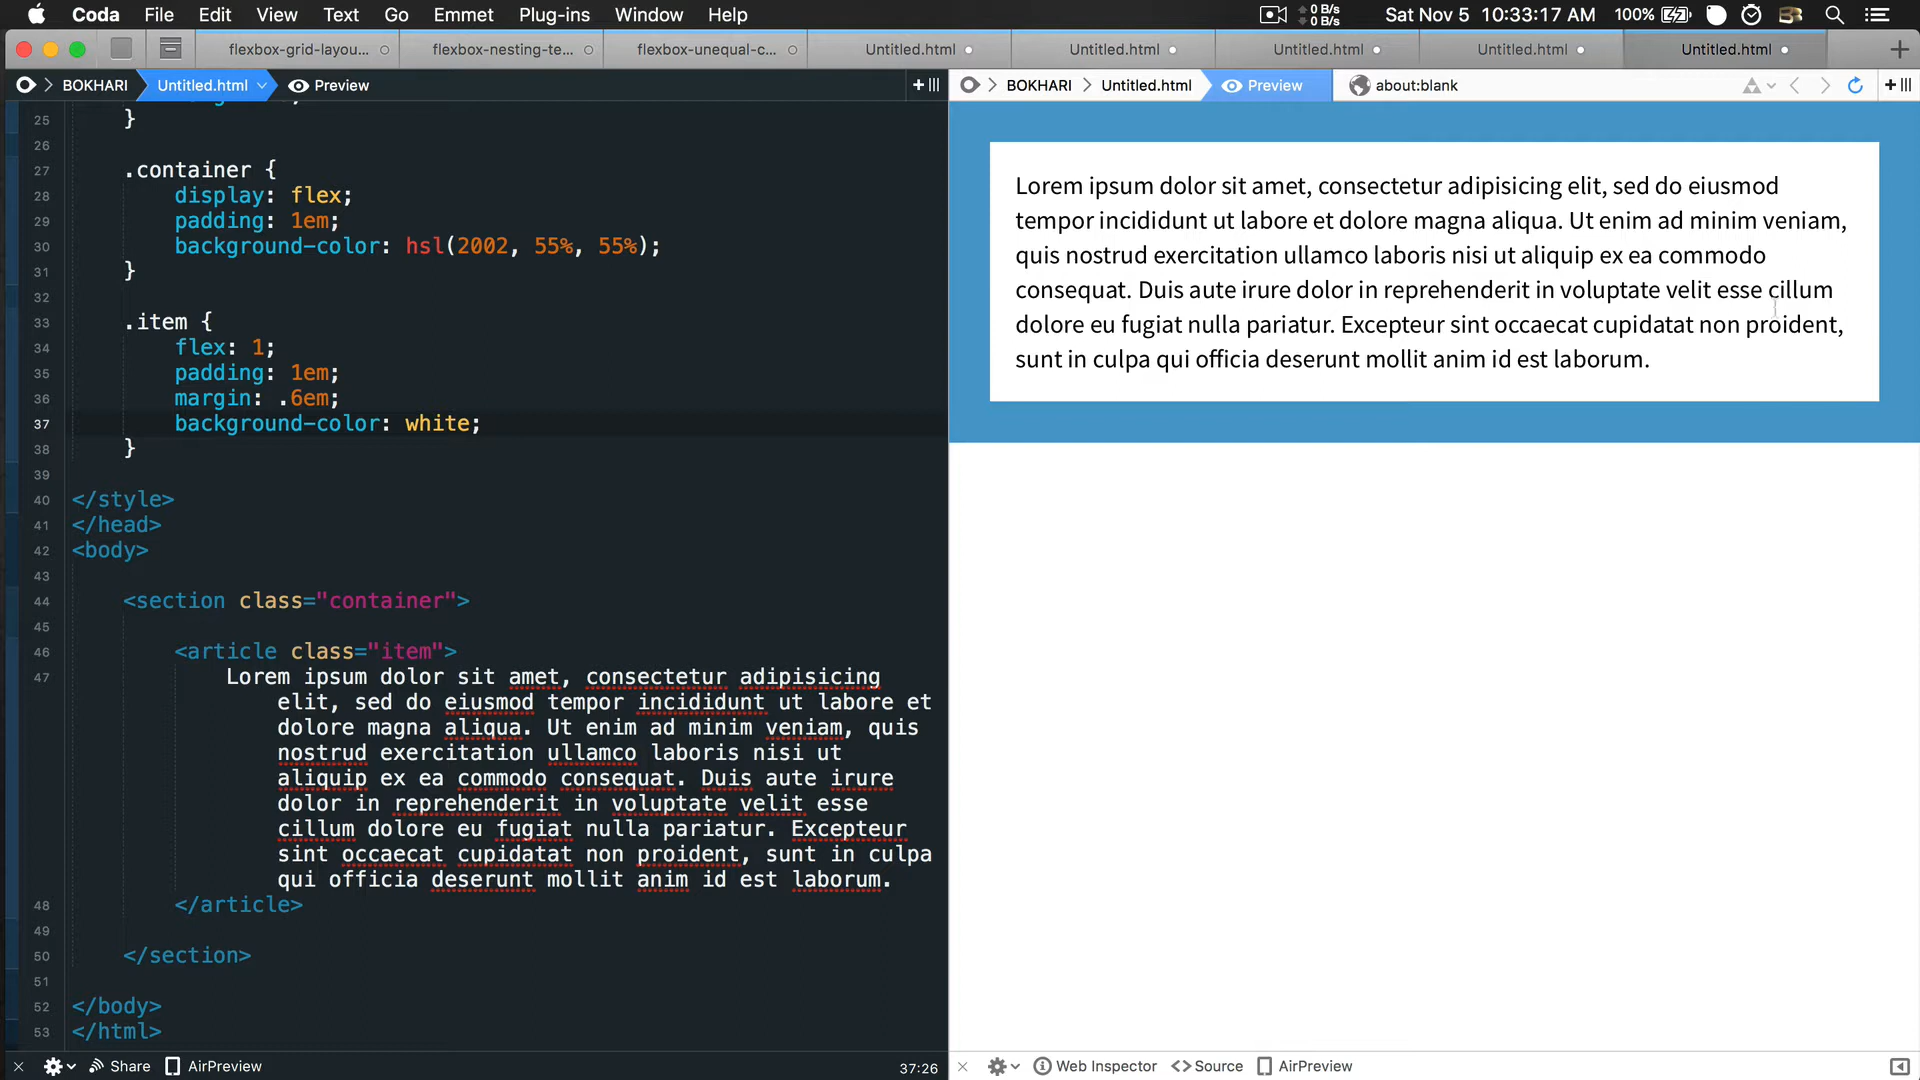 Coda File Edit View Text Go Emmet Plug-ins Window Help 0 B/s 0 B/s Sat Nov 5 10:33:17 AM 100%
flexbox-grid-layou... flexbox-nesting-te... flexbox-unequal-c... Untitled.html Untitled.html Untitled.html Untitled.html Untitled.html
BOKHARI Untitled.html Preview
25 }
26
27 .container {
28 display: flex;
29 padding: 1em;
30 background-color: hsl(2002, 55%, 55%);
31 }
32
33 .item {
34 flex: 1;
35 padding: 1em;
36 margin: .6em;
37 background-color: white;
38 }
39
40 </style>
41 </head>
42 <body>
43
44 <section class="container">
45
46 <article class="item">
47 Lorem ipsum dolor sit amet, consectetur adipisicing
elit, sed do eiusmod tempor incididunt ut labore et
dolore magna aliqua. Ut enim ad minim veniam, quis
nostrud exercitation ullamco laboris nisi ut
aliquip ex ea commodo consequat. Duis aute irure
dolor in reprehenderit in voluptate velit esse
cillum dolore eu fugiat nulla pariatur. Excepteur
sint occaecat cupidatat non proident, sunt in culpa
qui officia deserunt mollit anim id est laborum.
48 </article>
49
50 </section>
51
52 </body>
53 </html>
Share AirPreview 37:26
BOKHARI Untitled.html Preview about:blank
Lorem ipsum dolor sit amet, consectetur adipisicing elit, sed do eiusmod
tempor incididunt ut labore et dolore magna aliqua. Ut enim ad minim veniam,
quis nostrud exercitation ullamco laboris nisi ut aliquip ex ea commodo
consequat. Duis aute irure dolor in reprehenderit in voluptate velit esse cillum
dolore eu fugiat nulla pariatur. Excepteur sint occaecat cupidatat non proident,
sunt in culpa qui officia deserunt mollit anim id est laborum.
Web Inspector Source AirPreview